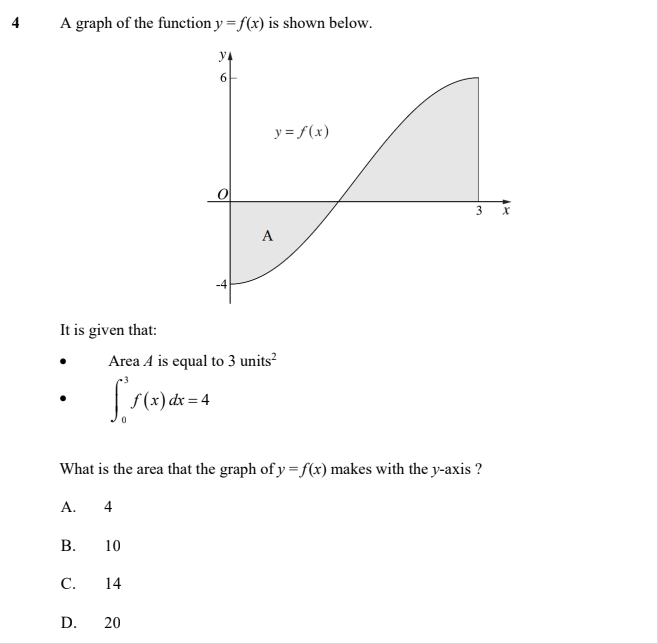 4 A graph of the function y = f(x) is shown below.
y
6
y = f(x)
O
3 x
A
-4
It is given that:
• Area A is equal to 3 units²
• ∫₀³ f(x) dx = 4
What is the area that the graph of y = f(x) makes with the y-axis ?
A. 4
B. 10
C. 14
D. 20